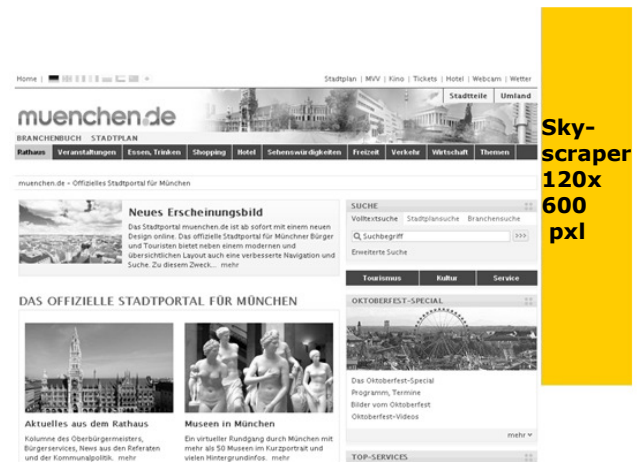 Home |
Stadtplan | MVV | Kino | Tickets | Hotel | Webcam | Wetter
Stadtteile Umland
muenchen.de
BRANCHENBUCH STADTPLAN
Rathaus Veranstaltungen Essen, Trinken Shopping Hotel Sehenswürdigkeiten Freizeit Verkehr Wirtschaft Themen
muenchen.de - Offizielles Stadtportal für München
Neues Erscheinungsbild
Das Stadtportal muenchen.de ist ab sofort mit einem neuen
Design online. Das offizielle Stadtportal für Münchner Bürger
und Touristen bietet neben einem modernen und
übersichtlichen Layout auch eine verbesserte Navigation und
Suche. Zu diesem Zweck... mehr
SUCHE
Volltextsuche Stadtplansuche Branchensuche
Suchbegriff >>>
Erweiterte Suche
Tourismus Kultur Service
DAS OFFIZIELLE STADTPORTAL FÜR MÜNCHEN
Aktuelles aus dem Rathaus
Kolumne des Oberbürgermeisters,
Bürgerservices, News aus den Referaten
und der Kommunalpolitik. mehr
Museen in München
Ein virtueller Rundgang durch München mit
mehr als 50 Museen im Kurzportrait und
vielen Hintergrundinfos. mehr
OKTOBERFEST-SPECIAL
Das Oktoberfest-Special
Programm, Termine
Bilder vom Oktoberfest
Oktoberfest-Videos
mehr
TOP-SERVICES
Sky-
scraper
120x
600
pxl